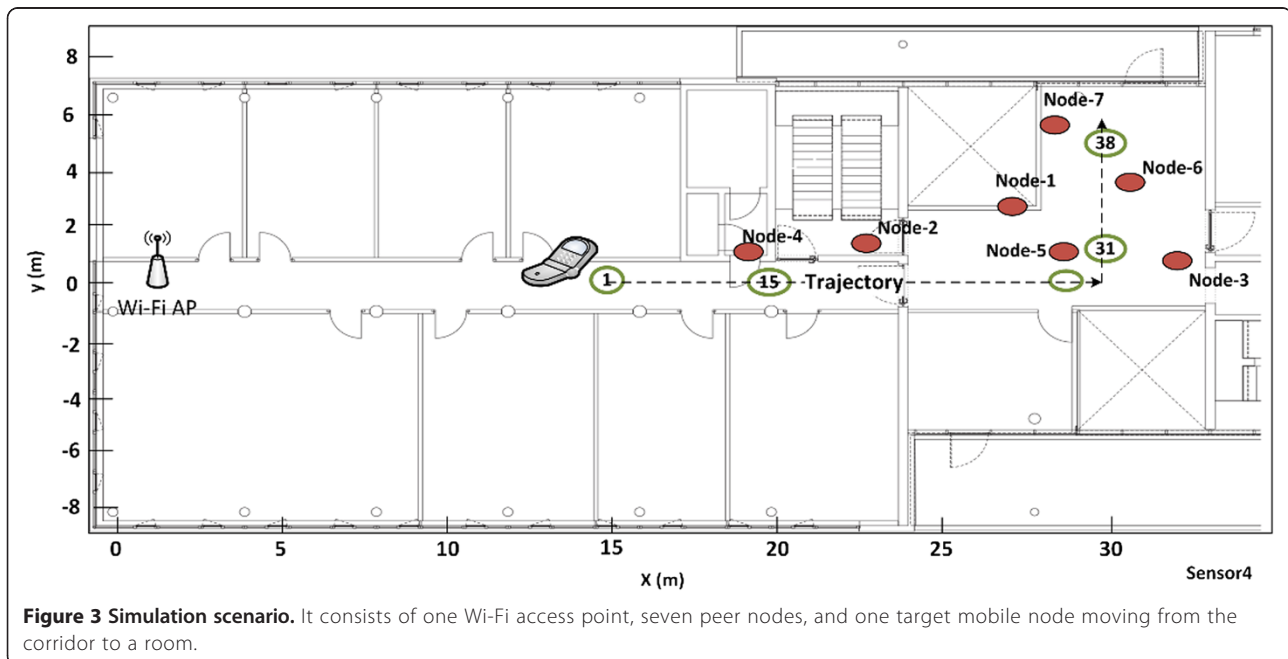 8
6
4
2
0
-2
-4
-6
-8
y (m)
Node-7
38
Node-6
Node-1
Node-4
Node-2
Node-5
31
Node-3
Wi-Fi AP
1
15
Trajectory
0
5
10
15
20
25
30
X (m)
Sensor4
Figure 3 Simulation scenario. It consists of one Wi-Fi access point, seven peer nodes, and one target mobile node moving from the
corridor to a room.